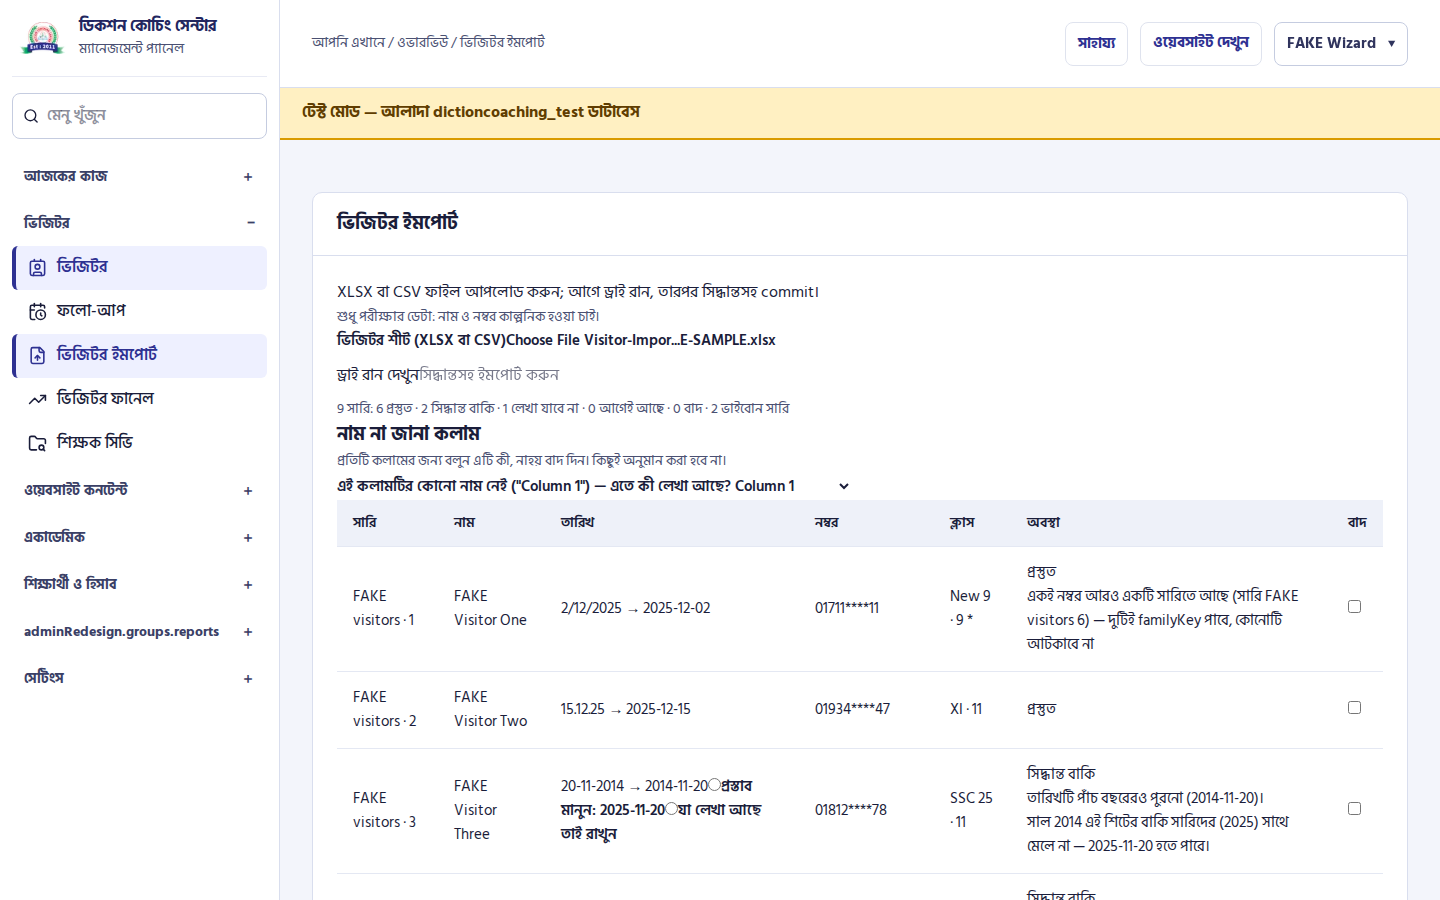 ডিকশন কোচিং সেন্টার
ম্যানেজমেন্ট প্যানেল
Est : 2011
মেনু খুঁজুন
আজকের কাজ +
ভিজিটর −
ভিজিটর
ফলো-আপ
ভিজিটর ইমপোর্ট
ভিজিটর ফানেল
শিক্ষক সিভি
ওয়েবসাইট কনটেন্ট +
একাডেমিক +
শিক্ষার্থী ও হিসাব +
adminRedesign.groups.reports +
সেটিংস +
আপনি এখানে / ওভারভিউ / ভিজিটর ইমপোর্ট
সাহায্য
ওয়েবসাইট দেখুন
FAKE Wizard ▾
টেস্ট মোড — আলাদা dictioncoaching_test ডাটাবেস
ভিজিটর ইমপোর্ট
XLSX বা CSV ফাইল আপলোড করুন; আগে ড্রাই রান, তারপর সিদ্ধান্তসহ commit।
শুধু পরীক্ষার ডেটা: নাম ও নম্বর কাল্পনিক হওয়া চাই।
ভিজিটর শীট (XLSX বা CSV)Choose File Visitor-Impor...E-SAMPLE.xlsx
ড্রাই রান দেখুনসিদ্ধান্তসহ ইমপোর্ট করুন
9 সারি: 6 প্রস্তুত · 2 সিদ্ধান্ত বাকি · 1 লেখা যাবে না · 0 আগেই আছে · 0 বাদ · 2 ভাইবোন সারি
নাম না জানা কলাম
প্রতিটি কলামের জন্য বলুন এটি কী, নাহয় বাদ দিন। কিছুই অনুমান করা হবে না।
এই কলামটির কোনো নাম নেই ("Column 1") — এতে কী লেখা আছে? Column 1
সারি নাম তারিখ নম্বর ক্লাস অবস্থা বাদ
FAKE visitors · 1
FAKE Visitor One
2/12/2025 → 2025-12-02
01711****11
New 9 · 9 *
প্রস্তুত
একই নম্বর আরও একটি সারিতে আছে (সারি FAKE
visitors 6) — দুটিই familyKey পাবে, কোনোটি
আটকাবে না
FAKE visitors · 2
FAKE Visitor Two
15.12.25 → 2025-12-15
01934****47
XI · 11
প্রস্তুত
FAKE visitors · 3
FAKE Visitor Three
20-11-2014 → 2014-11-20 প্রস্তাব
মানুন: 2025-11-20 যা লেখা আছে
তাই রাখুন
01812****78
SSC 25 · 11
সিদ্ধান্ত বাকি
তারিখটি পাঁচ বছরেরও পুরনো (2014-11-20)।
সাল 2014 এই শিটের বাকি সারিদের (2025) সাথে
মেলে না — 2025-11-20 হতে পারে।
সিদ্ধান্ত বাকি